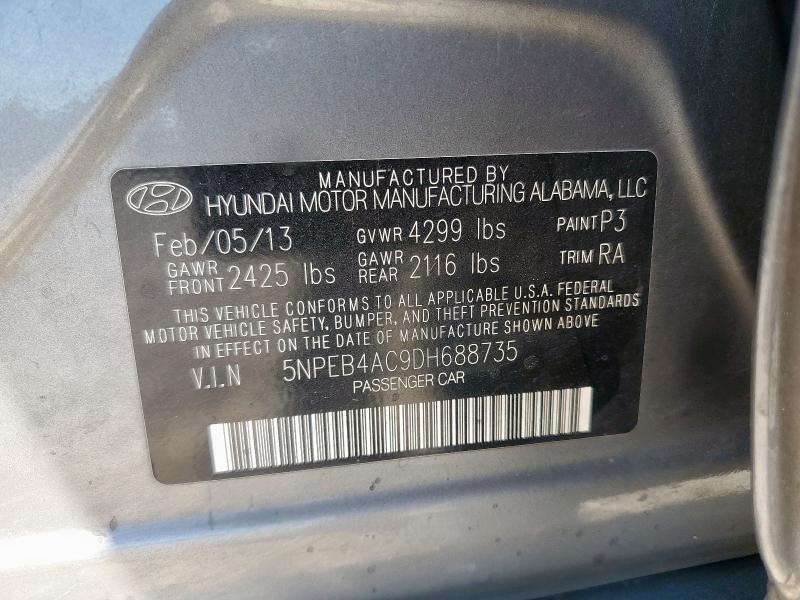 MANUFACTURED BY
HYUNDAI MOTOR MANUFACTURING ALABAMA, LLC
Feb/05/13 GVWR 4299 lbs PAINT P3
GAWR FRONT 2425 lbs GAWR REAR 2116 lbs TRIM RA
THIS VEHICLE CONFORMS TO ALL APPLICABLE U.S.A. FEDERAL
MOTOR VEHICLE SAFETY, BUMPER, AND THEFT PREVENTION STANDARDS
IN EFFECT ON THE DATE OF MANUFACTURE SHOWN ABOVE
V.I.N 5NPEB4AC9DH688735
PASSENGER CAR